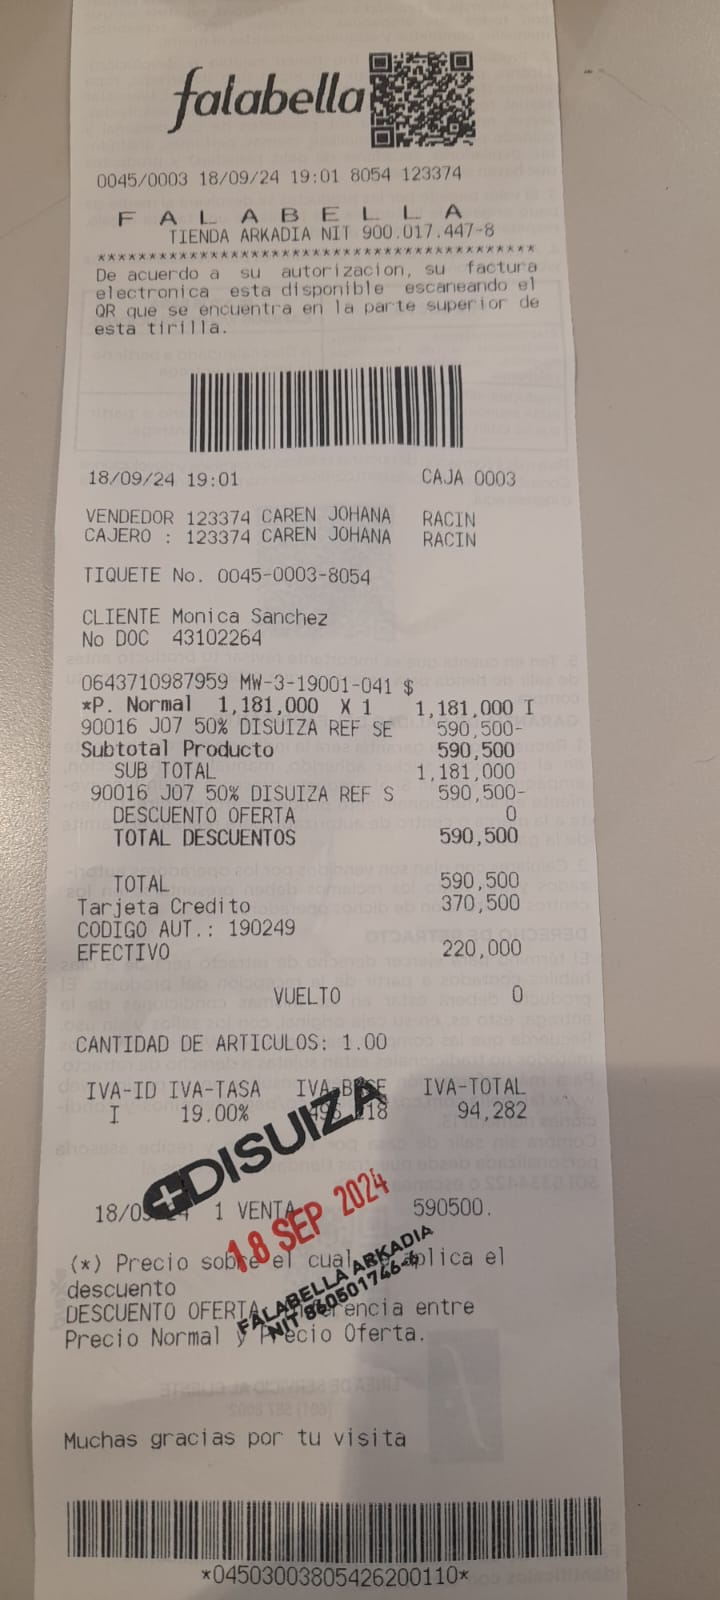 falabella
0045/0003 18/09/24 19:01 8054 123374
F A L A B E L L A
TIENDA ARKADIA NIT 900.017.447-8
*******************************************
De acuerdo a su autorizacion, su factura
electronica esta disponible escaneando el
QR que se encuentra en la parte superior de
esta tirilla.
18/09/24 19:01 CAJA 0003
VENDEDOR 123374 CAREN JOHANA RACIN
CAJERO : 123374 CAREN JOHANA RACIN
TIQUETE No. 0045-0003-8054
CLIENTE Monica Sanchez
No DOC 43102264
0643710987959 MW-3-19001-041 $
*P. Normal 1,181,000 X 1 1,181,000 I
90016 J07 50% DISUIZA REF SE 590,500-
Subtotal Producto 590,500
SUB TOTAL 1,181,000
90016 J07 50% DISUIZA REF S 590,500-
DESCUENTO OFERTA 0
TOTAL DESCUENTOS 590,500
TOTAL 590,500
Tarjeta Credito 370,500
CODIGO AUT.: 190249
EFECTIVO 220,000
VUELTO 0
CANTIDAD DE ARTICULOS: 1.00
IVA-ID IVA-TASA IVA-BASE IVA-TOTAL
I 19.00% 94,282
DISUIZA
18 SEP 2024
FALABELLA ARKADIA
NIT 860501746-6
1 VENTA 590500.
(*) Precio sobre el cual aplica el
descuento
DESCUENTO OFERTA entre
Precio Normal y Precio Oferta.
Muchas gracias por tu visita
*04503003805426200110*